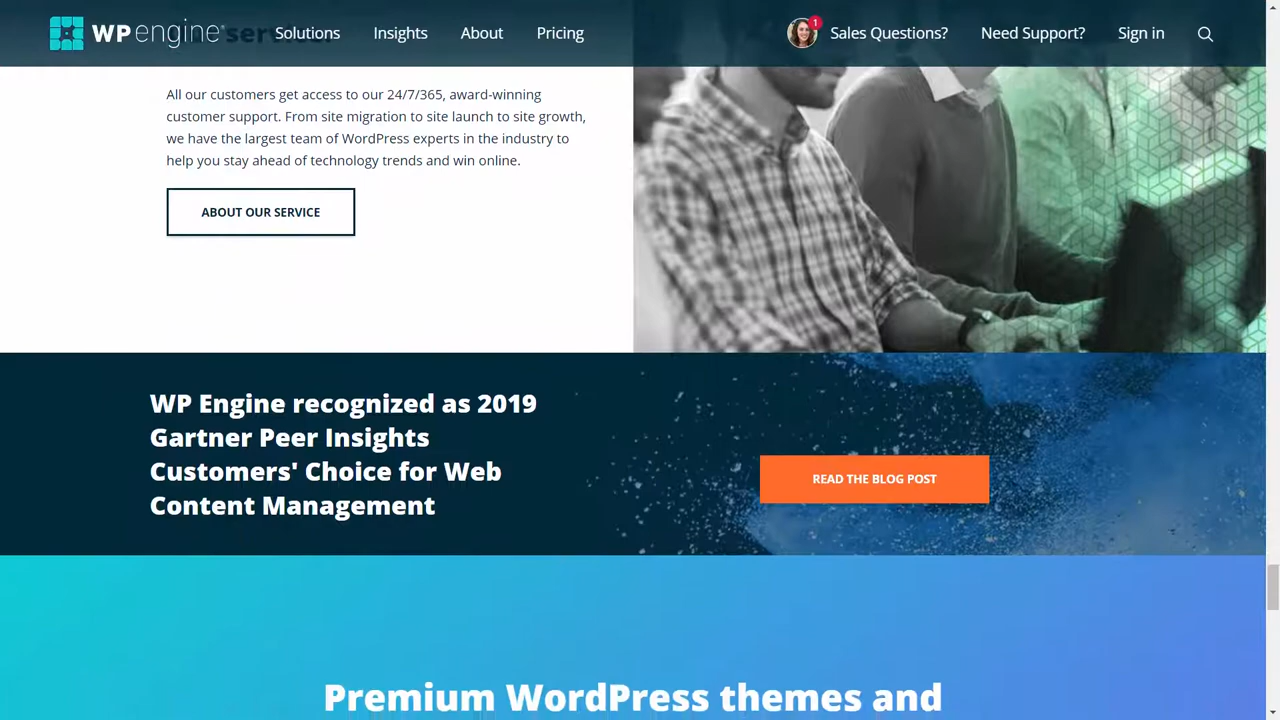 WP engine
Solutions
Insights
About
Pricing
1
Sales Questions?
Need Support?
Sign in
All our customers get access to our 24/7/365, award-winning
customer support. From site migration to site launch to site growth,
we have the largest team of WordPress experts in the industry to
help you stay ahead of technology trends and win online.
ABOUT OUR SERVICE
WP Engine recognized as 2019
Gartner Peer Insights
Customers' Choice for Web
Content Management
READ THE BLOG POST
Premium WordPress themes and